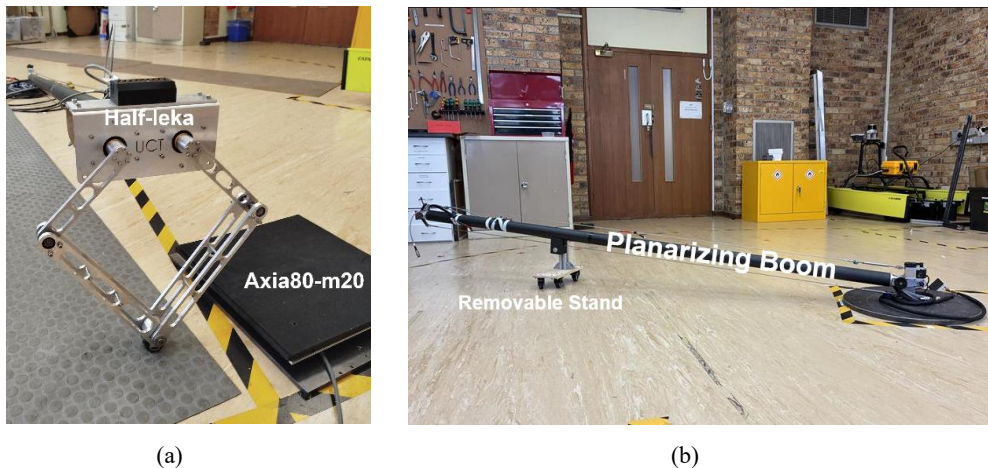 Half-leka
UCT
Axia80-m20
Planarizing Boom
Removable Stand
(a)
(b)